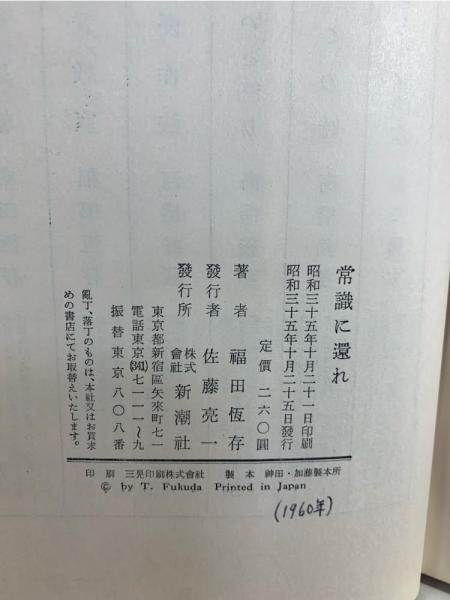 常識に還れ
昭和三十五年十月二十一日印刷
昭和三十五年十月二十五日發行
定價 二六〇圓
著者 福田恆存
發行者 佐藤亮一
發行所 株式會社 新潮社
東京都新宿區矢來町七一
電話東京(341)七一一一~九
振替東京八〇八番
亂丁、落丁のものは、本社又はお買求
めの書店にてお取替えいたします。
印刷 三晃印刷株式會社 製本 神田・加藤製本所
© by T. Fukuda Printed in Japan
(1960年)